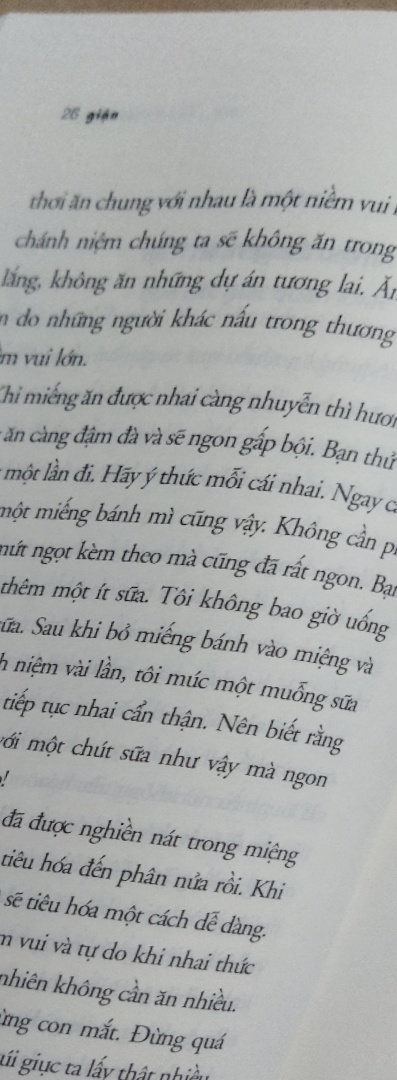 26 giận
thơi ăn chung với nhau là một niềm vui
chánh niệm chúng ta sẽ không ăn trong
lắng, không ăn những dự án tương lai.
do những người khác nấu trong thương
vui lớn.
miếng ăn được nhai càng nhuyễn thì
ăn càng đậm đà và sẽ ngon gấp bội. Bạn thử
một lần đi. Hãy ý thức mỗi cái nhai. Ngay
một miếng bánh mì cũng vậy. Không cần
mứt ngọt kèm theo mà cũng đã rất ngon.
thêm một ít sữa. Tôi không bao giờ uống
sữa. Sau khi bỏ miếng bánh vào miệng và
niệm vài lần, tôi múc một muỗng sữa
tiếp tục nhai cẩn thận. Nên biết rằng
với một chút sữa như vậy mà ngon
đã được nghiền nát trong miệng
tiêu hóa đến phân nửa rồi. Khi
sẽ tiêu hóa một cách dễ dàng.
vui và tự do khi nhai thức
nhiên không cần ăn nhiều.
con mắt. Đừng quá
giục ta lấy thật nhiều